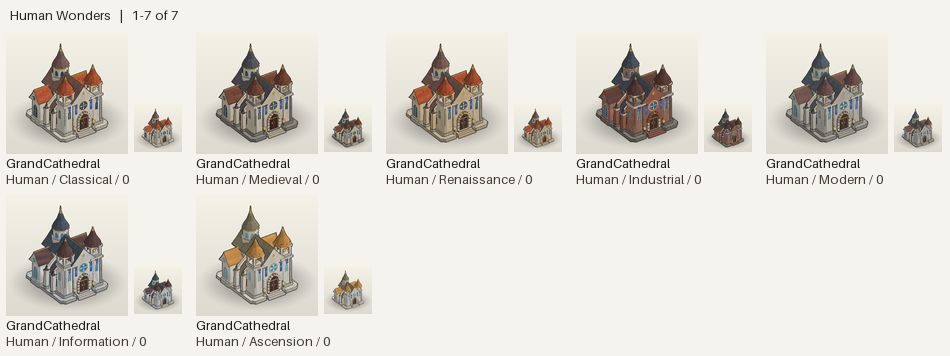 Human Wonders | 1-7 of 7
GrandCathedral
Human / Classical / 0
GrandCathedral
Human / Medieval / 0
GrandCathedral
Human / Renaissance / 0
GrandCathedral
Human / Industrial / 0
GrandCathedral
Human / Modern / 0
GrandCathedral
Human / Information / 0
GrandCathedral
Human / Ascension / 0